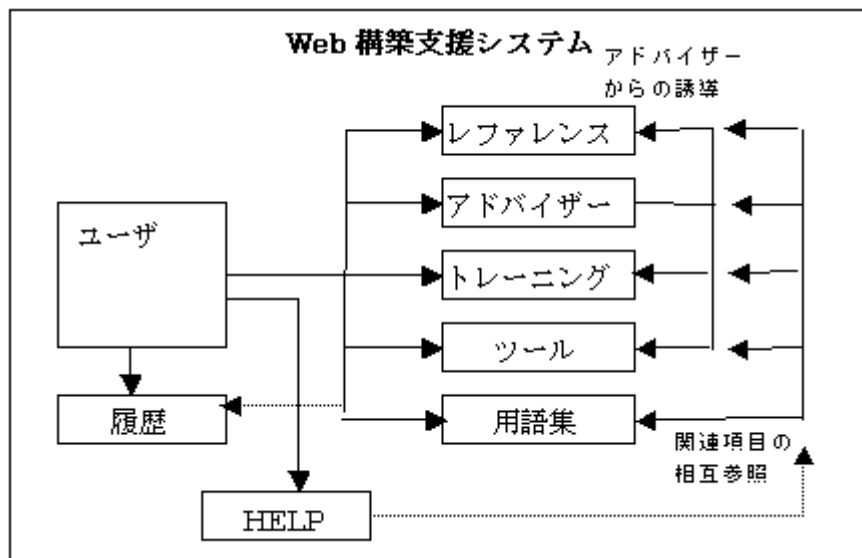 Web 構築支援システム
アドバイザー
からの誘導
レファレンス
アドバイザー
ユーザ
トレーニング
ツール
履歴
用語集
関連項目の
相互参照
HELP